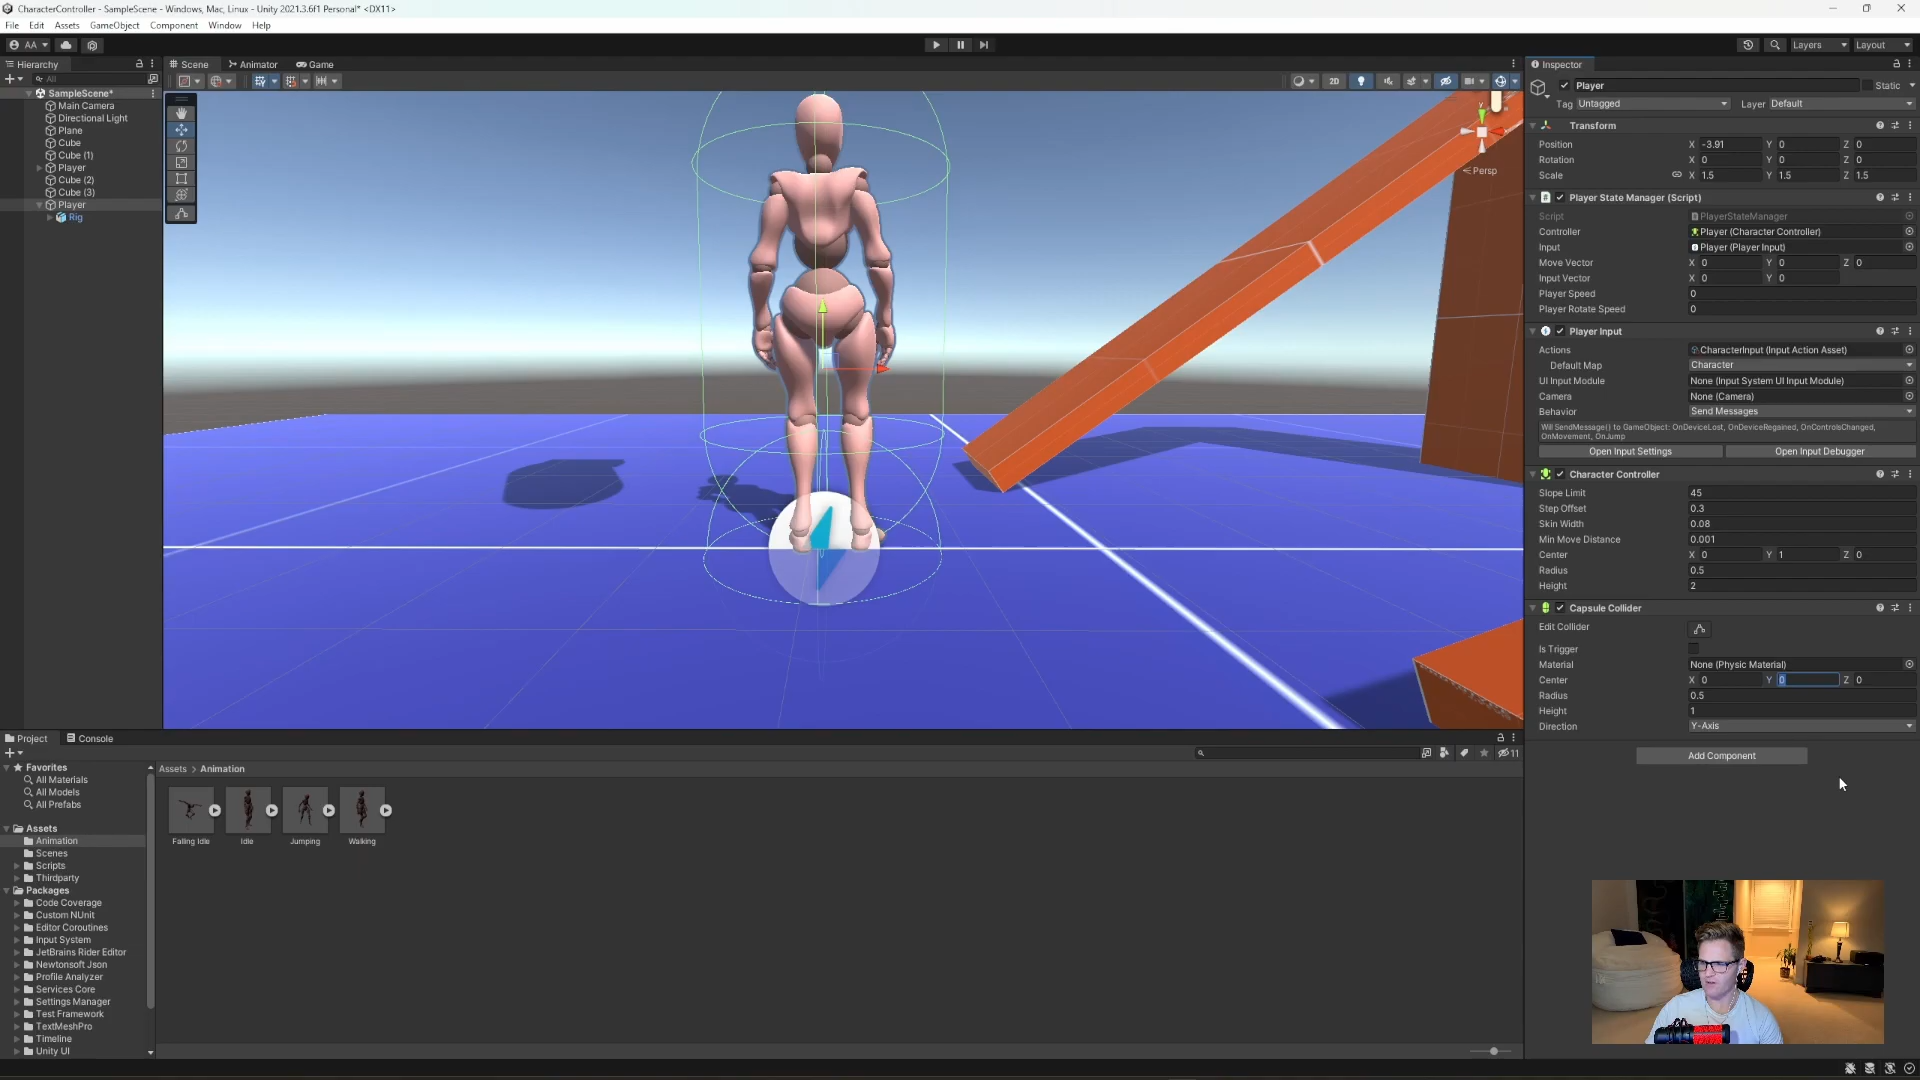 CharacterController - SampleScene - Windows, Mac, Linux - Unity 2021.3.6f1 Personal* <DX11>
File Edit Assets GameObject Component Window Help
AA Layers Layout
Hierarchy Scene Animator Game Inspector
All 2D
Player Static
Tag Untagged Layer Default
SampleScene*
Main Camera
Directional Light
Plane
Cube
Cube (1)
Player
Cube (2)
Cube (3)
Player
Rig
y
< Persp
Transform
Position X -3.91 Y 0 Z 0
Rotation X 0 Y 0 Z 0
Scale X 1.5 Y 1.5 Z 1.5
Player State Manager (Script)
Script PlayerStateManager
Controller Player (Character Controller)
Input Player (Player Input)
Move Vector X 0 Y 0 Z 0
Input Vector X 0 Y 0
Player Speed 0
Player Rotate Speed 0
Player Input
Actions CharacterInput (Input Action Asset)
Default Map Character
UI Input Module None (Input System UI Input Module)
Camera None (Camera)
Behavior Send Messages
Will SendMessage() to GameObject: OnDeviceLost, OnDeviceRegained, OnControlsChanged,
OnMovement, OnJump
Open Input Settings Open Input Debugger
Character Controller
Slope Limit 45
Step Offset 0.3
Skin Width 0.08
Min Move Distance 0.001
Center X 0 Y 1 Z 0
Radius 0.5
Height 2
Capsule Collider
Edit Collider
Is Trigger
Material None (Physic Material)
Center X 0 Y 0 Z 0
Radius 0.5
Height 1
Direction Y-Axis
Add Component
Project Console
11
Favorites
All Materials
All Models
All Prefabs
Assets
Animation
Scenes
Scripts
Thirdparty
Packages
Code Coverage
Custom NUnit
Editor Coroutines
Input System
JetBrains Rider Editor
Newtonsoft Json
Profile Analyzer
Services Core
Settings Manager
Test Framework
TextMeshPro
Timeline
Unity UI
Assets > Animation
Falling Idle Idle Jumping Walking